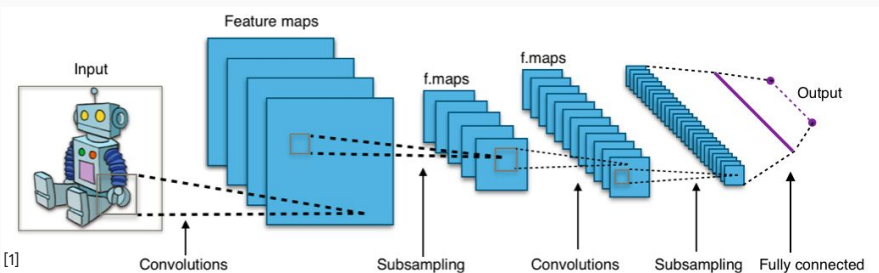 Feature maps
f.maps
f.maps
Input
Output
[1]
Convolutions
Subsampling
Convolutions
Subsampling
Fully connected